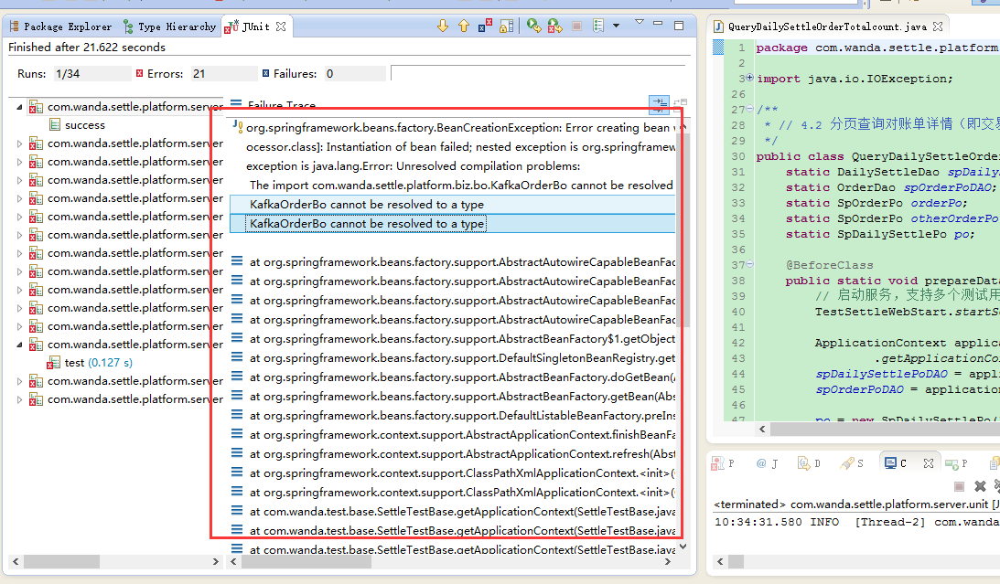 Package Explorer
Type Hierarchy
JUnit
Finished after 21.622 seconds
Runs: 1/34
Errors: 21
Failures: 0
com.wanda.settle.platform.server
success
com.wanda.settle.platform.server
com.wanda.settle.platform.server
com.wanda.settle.platform.server
com.wanda.settle.platform.server
com.wanda.settle.platform.server
com.wanda.settle.platform.server
com.wanda.settle.platform.server
com.wanda.settle.platform.server
com.wanda.settle.platform.server
com.wanda.settle.platform.server
com.wanda.settle.platform.server
com.wanda.settle.platform.server
test (0.127 s)
com.wanda.settle.platform.server
com.wanda.settle.platform.server
Failure Trace
org.springframework.beans.factory.BeanCreationException: Error creating bean
ocessor.class]: Instantiation of bean failed; nested exception is org.springframew
exception is java.lang.Error: Unresolved compilation problems:
The import com.wanda.settle.platform.biz.bo.KafkaOrderBo cannot be resolved
KafkaOrderBo cannot be resolved to a type
KafkaOrderBo cannot be resolved to a type
at org.springframework.beans.factory.support.AbstractAutowireCapableBeanFac
at org.springframework.beans.factory.support.AbstractAutowireCapableBeanFac
at org.springframework.beans.factory.support.AbstractAutowireCapableBeanFac
at org.springframework.beans.factory.support.AbstractAutowireCapableBeanFac
at org.springframework.beans.factory.support.AbstractBeanFactory$1.getObject
at org.springframework.beans.factory.support.DefaultSingletonBeanRegistry.get
at org.springframework.beans.factory.support.AbstractBeanFactory.doGetBean(
at org.springframework.beans.factory.support.AbstractBeanFactory.getBean(Abs
at org.springframework.beans.factory.support.DefaultListableBeanFactory.preIns
at org.springframework.context.support.AbstractApplicationContext.finishBeanFa
at org.springframework.context.support.AbstractApplicationContext.refresh(Abst
at org.springframework.context.support.ClassPathXmlApplicationContext.<init>(
at org.springframework.context.support.ClassPathXmlApplicationContext.<init>(
at com.wanda.test.base.SettleTestBase.getApplicationContext(SettleTestBase.java
at com.wanda.test.base.SettleTestBase.getApplicationContext(SettleTestBase.java
at com.wanda.test.base.SettleTestBase.getApplicationContext(SettleTestBase.java
QueryDailySettleOrderTotalcount.java
1 package com.wanda.settle.platform
2
3 import java.io.IOException;
26
27 /**
28 * // 4.2 分页查询对账单详情（即交易
29 */
30 public class QueryDailySettleOrder
31 static DailySettleDao spDaily
32 static OrderDao spOrderPoDAO;
33 static SpOrderPo orderPo;
34 static SpOrderPo otherOrderPo
35 static SpDailySettlePo po;
36
37 @BeforeClass
38 public static void prepareData
39 // 启动服务，支持多个测试用
40 TestSettleWebStart.startSe
41
42 ApplicationContext applica
43 .getApplicationCon
44 spDailySettlePoDAO = appli
45 spOrderPoDAO = application
46
47 po = new SpDailySettlePo(
P
@ J
D
S
C
P
<terminated> com.wanda.settle.platform.server.unit [J
10:34:31.580 INFO [Thread-2] com.wanda